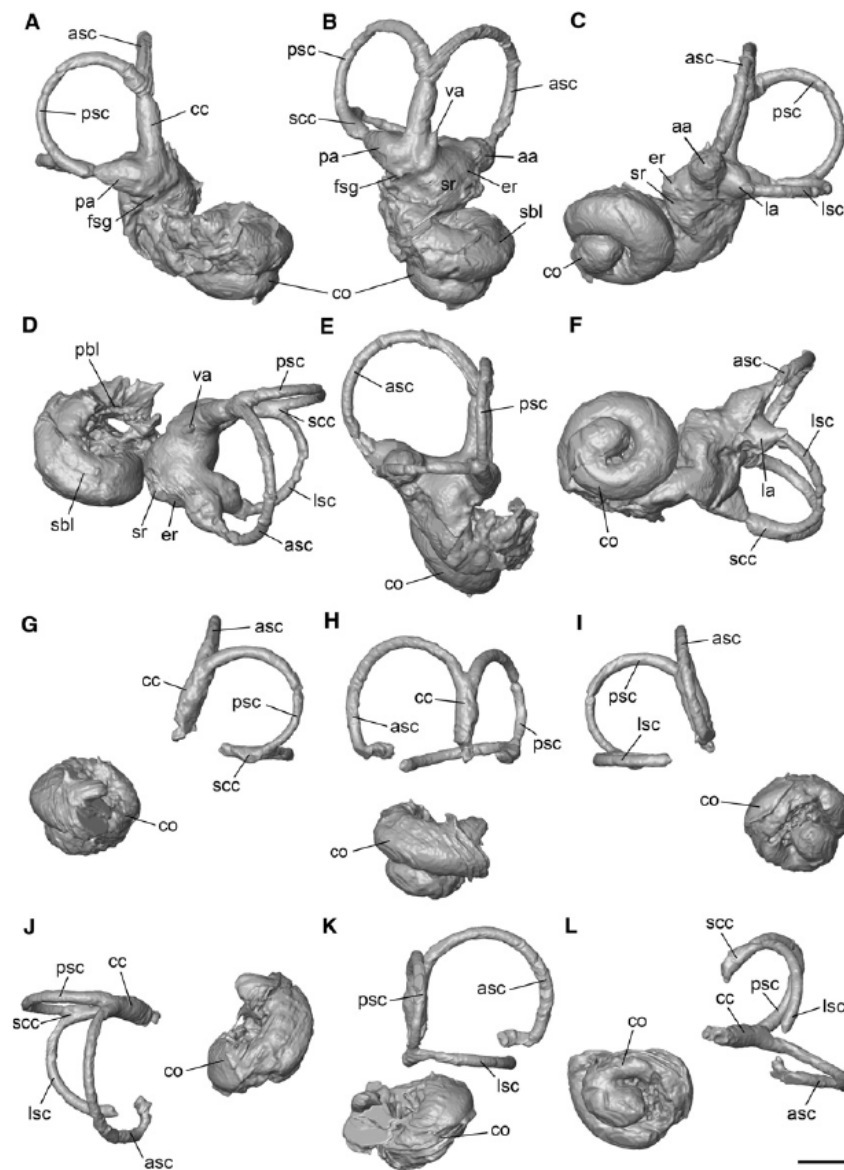 A
asc
psc
cc
pa
fsg
B
psc
asc
va
scc
pa
aa
fsg
sr
er
sbl
co
C
asc
psc
aa
er
sr
la
lsc
co
D
pbl
va
psc
scc
sbl
sr
er
lsc
asc
E
asc
psc
co
F
asc
lsc
la
co
scc
G
asc
cc
psc
scc
co
H
cc
asc
psc
co
I
asc
psc
lsc
co
J
cc
psc
scc
co
lsc
asc
K
psc
asc
lsc
co
L
scc
psc
cc
lsc
co
asc